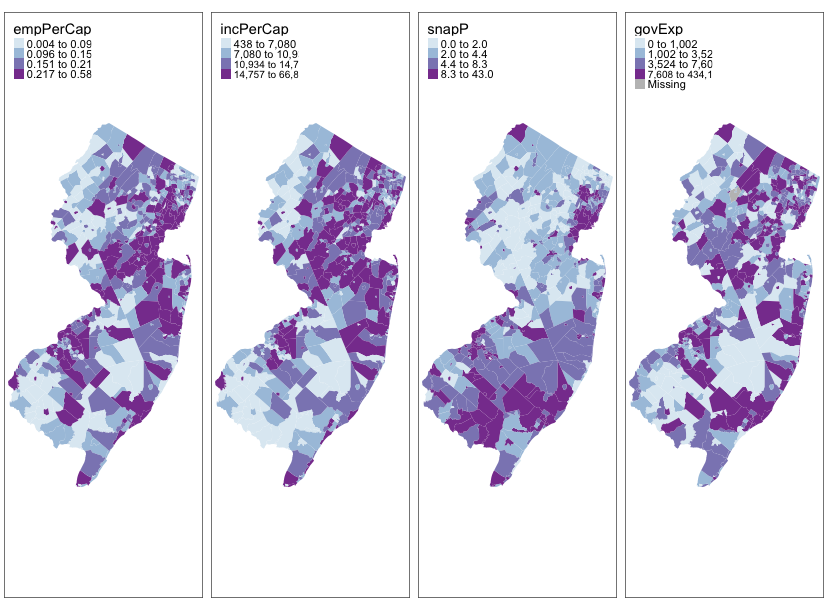 empPerCap
0.004 to 0.09
0.096 to 0.15
0.151 to 0.21
0.217 to 0.58
incPerCap
438 to 7,080
7,080 to 10,9
10,934 to 14,7
14,757 to 66,8
snapP
0.0 to 2.0
2.0 to 4.4
4.4 to 8.3
8.3 to 43.0
govExp
0 to 1,002
1,002 to 3,52
3,524 to 7,60
7,608 to 434,1
Missing